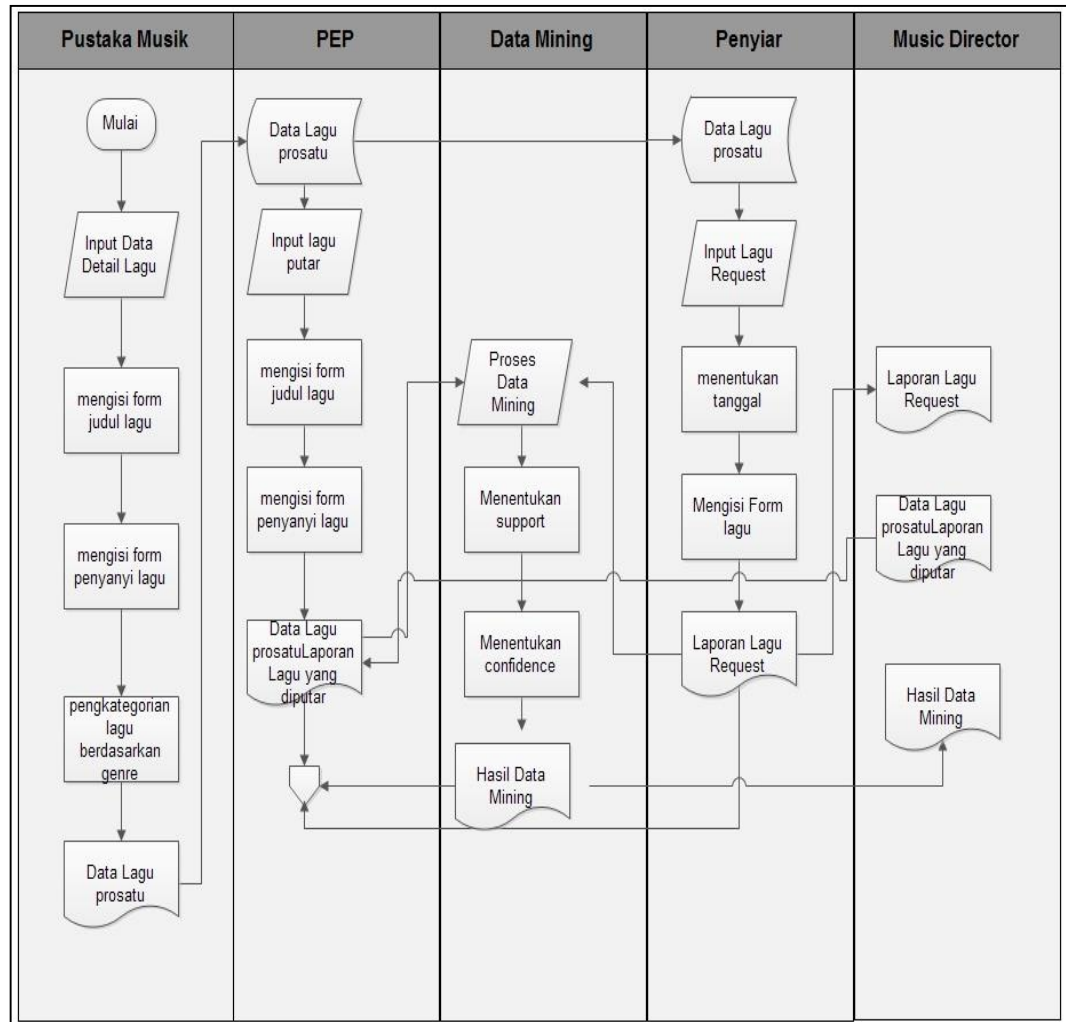 Pustaka Musik
PEP
Data Mining
Penyiar
Music Director
Mulai
Input Data
Detail Lagu
mengisi form
judul lagu
mengisi form
penyanyi lagu
pengkategorian
lagu
berdasarkan
genre
Data Lagu
prosatu
Data Lagu
prosatu
Input lagu
putar
mengisi form
judul lagu
mengisi form
penyanyi lagu
Data Lagu
prosatuLaporan
Lagu yang
diputar
Proses
Data
Mining
Menentukan
support
Menentukan
confidence
Hasil Data
Mining
Data Lagu
prosatu
Input Lagu
Request
menentukan
tanggal
Mengisi Form
lagu
Laporan Lagu
Request
Laporan Lagu
Request
Data Lagu
prosatuLaporan
Lagu yang
diputar
Hasil Data
Mining